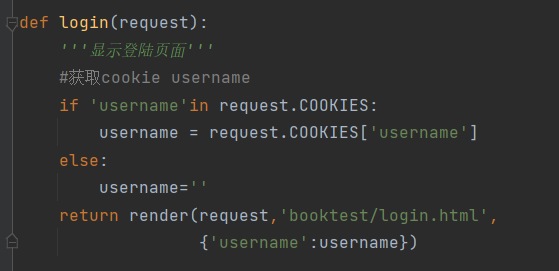 def login(request):
    '''显示登陆页面'''
    #获取cookie username
    if 'username'in request.COOKIES:
        username = request.COOKIES['username']
    else:
        username=''
    return render(request,'booktest/login.html',
                  {'username':username})